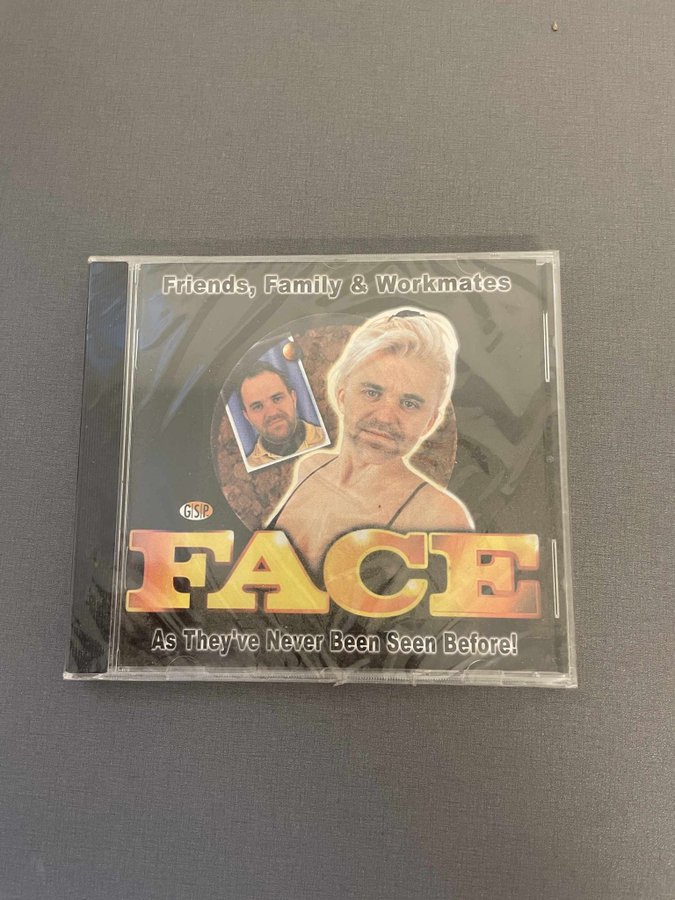 Friends, Family & Workmates
GSP
FACE
As They've Never Been Seen Before!